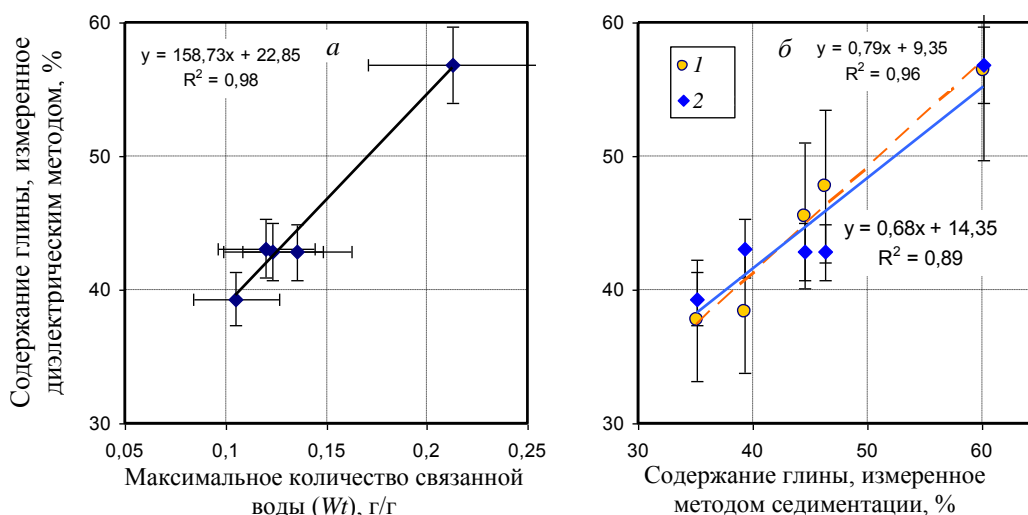 Содержание глины, измеренное
диэлектрическим методом, %
60
50
40
30
y = 158,73x + 22,85
R² = 0,98
а
0,05
0,1
0,15
0,2
0,25
Максимальное количество связанной
воды (Wt), г/г
60
50
40
30
1
2
б
y = 0,79x + 9,35
R² = 0,96
y = 0,68x + 14,35
R² = 0,89
30
40
50
60
Содержание глины, измеренное
методом седиментации, %